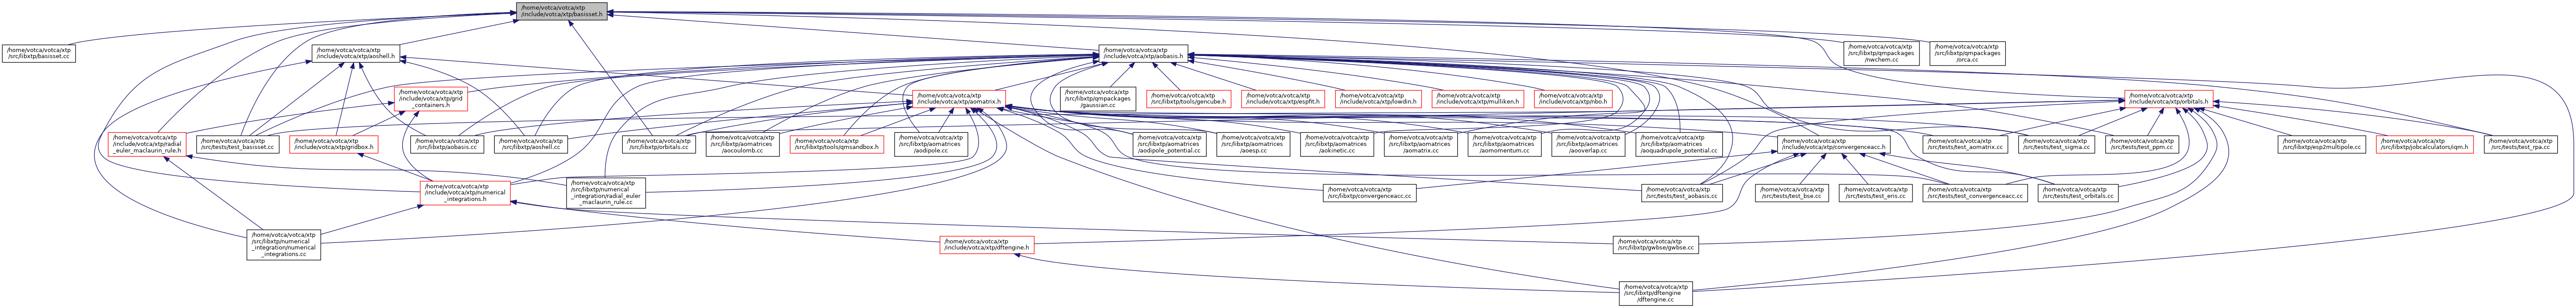 /home/votca/votca/xtp
/include/votca/xtp/basisset.h
/home/votca/votca/xtp
/src/libxtp/basisset.cc
/home/votca/votca/xtp
/include/votca/xtp/aoshell.h
/home/votca/votca/xtp
/include/votca/xtp/aobasis.h
/home/votca/votca/xtp
/src/libxtp/qmpackages
/nwchem.cc
/home/votca/votca/xtp
/src/libxtp/qmpackages
/orca.cc
/home/votca/votca/xtp
/include/votca/xtp/grid
_containers.h
/home/votca/votca/xtp
/include/votca/xtp/aomatrix.h
/home/votca/votca/xtp
/src/libxtp/qmpackages
/gaussian.cc
/home/votca/votca/xtp
/src/libxtp/tools/gencube.h
/home/votca/votca/xtp
/include/votca/xtp/espfit.h
/home/votca/votca/xtp
/include/votca/xtp/lowdin.h
/home/votca/votca/xtp
/include/votca/xtp/mulliken.h
/home/votca/votca/xtp
/include/votca/xtp/nbo.h
/home/votca/votca/xtp
/include/votca/xtp/orbitals.h
/home/votca/votca/xtp
/include/votca/xtp/radial
_euler_maclaurin_rule.h
/home/votca/votca/xtp
/src/tests/test_basisset.cc
/home/votca/votca/xtp
/include/votca/xtp/gridbox.h
/home/votca/votca/xtp
/src/libxtp/aobasis.cc
/home/votca/votca/xtp
/src/libxtp/aoshell.cc
/home/votca/votca/xtp
/src/libxtp/orbitals.cc
/home/votca/votca/xtp
/src/libxtp/aomatrices
/aocoulomb.cc
/home/votca/votca/xtp
/src/libxtp/tools/qmsandbox.h
/home/votca/votca/xtp
/src/libxtp/aomatrices
/aodipole.cc
/home/votca/votca/xtp
/src/libxtp/aomatrices
/aodipole_potential.cc
/home/votca/votca/xtp
/src/libxtp/aomatrices
/aoesp.cc
/home/votca/votca/xtp
/src/libxtp/aomatrices
/aokinetic.cc
/home/votca/votca/xtp
/src/libxtp/aomatrices
/aomatrix.cc
/home/votca/votca/xtp
/src/libxtp/aomatrices
/aomomentum.cc
/home/votca/votca/xtp
/src/libxtp/aomatrices
/aooverlap.cc
/home/votca/votca/xtp
/src/libxtp/aomatrices
/aoquadrupole_potential.cc
/home/votca/votca/xtp
/include/votca/xtp/convergenceacc.h
/home/votca/votca/xtp
/src/tests/test_aomatrix.cc
/home/votca/votca/xtp
/src/tests/test_sigma.cc
/home/votca/votca/xtp
/src/tests/test_ppm.cc
/home/votca/votca/xtp
/src/libxtp/esp2multipole.cc
/home/votca/votca/xtp
/src/libxtp/jobcalculators/iqm.h
/home/votca/votca/xtp
/src/tests/test_rpa.cc
/home/votca/votca/xtp
/include/votca/xtp/numerical
_integrations.h
/home/votca/votca/xtp
/src/libxtp/numerical
_integration/radial_euler
_maclaurin_rule.cc
/home/votca/votca/xtp
/src/libxtp/convergenceacc.cc
/home/votca/votca/xtp
/src/tests/test_aobasis.cc
/home/votca/votca/xtp
/src/tests/test_bse.cc
/home/votca/votca/xtp
/src/tests/test_eris.cc
/home/votca/votca/xtp
/src/tests/test_convergenceacc.cc
/home/votca/votca/xtp
/src/tests/test_orbitals.cc
/home/votca/votca/xtp
/src/libxtp/numerical
_integration/numerical
_integrations.cc
/home/votca/votca/xtp
/include/votca/xtp/dftengine.h
/home/votca/votca/xtp
/src/libxtp/gwbse/gwbse.cc
/home/votca/votca/xtp
/src/libxtp/dftengine
/dftengine.cc